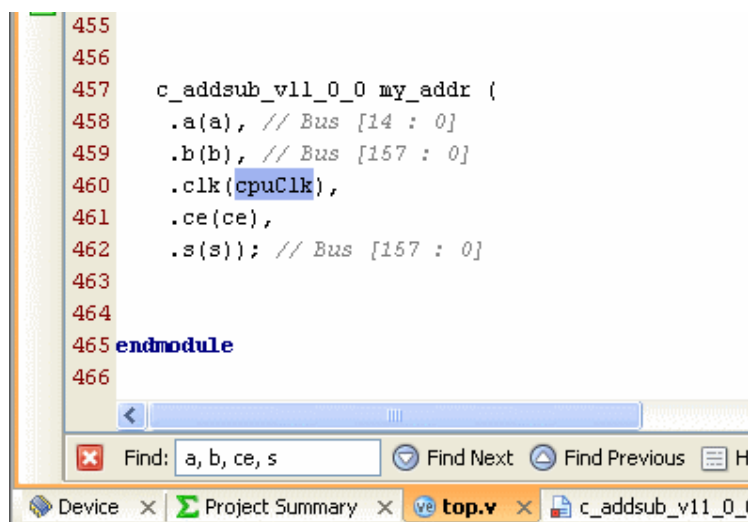 455
456
457 c_addsub_v11_0_0 my_addr (
458 .a(a), // Bus [14 : 0]
459 .b(b), // Bus [157 : 0]
460 .clk(cpuClk),
461 .ce(ce),
462 .s(s)); // Bus [157 : 0]
463
464
465 endmodule
466
Find: a, b, ce, s Find Next Find Previous H
Device Project Summary top.v c_addsub_v11_0_